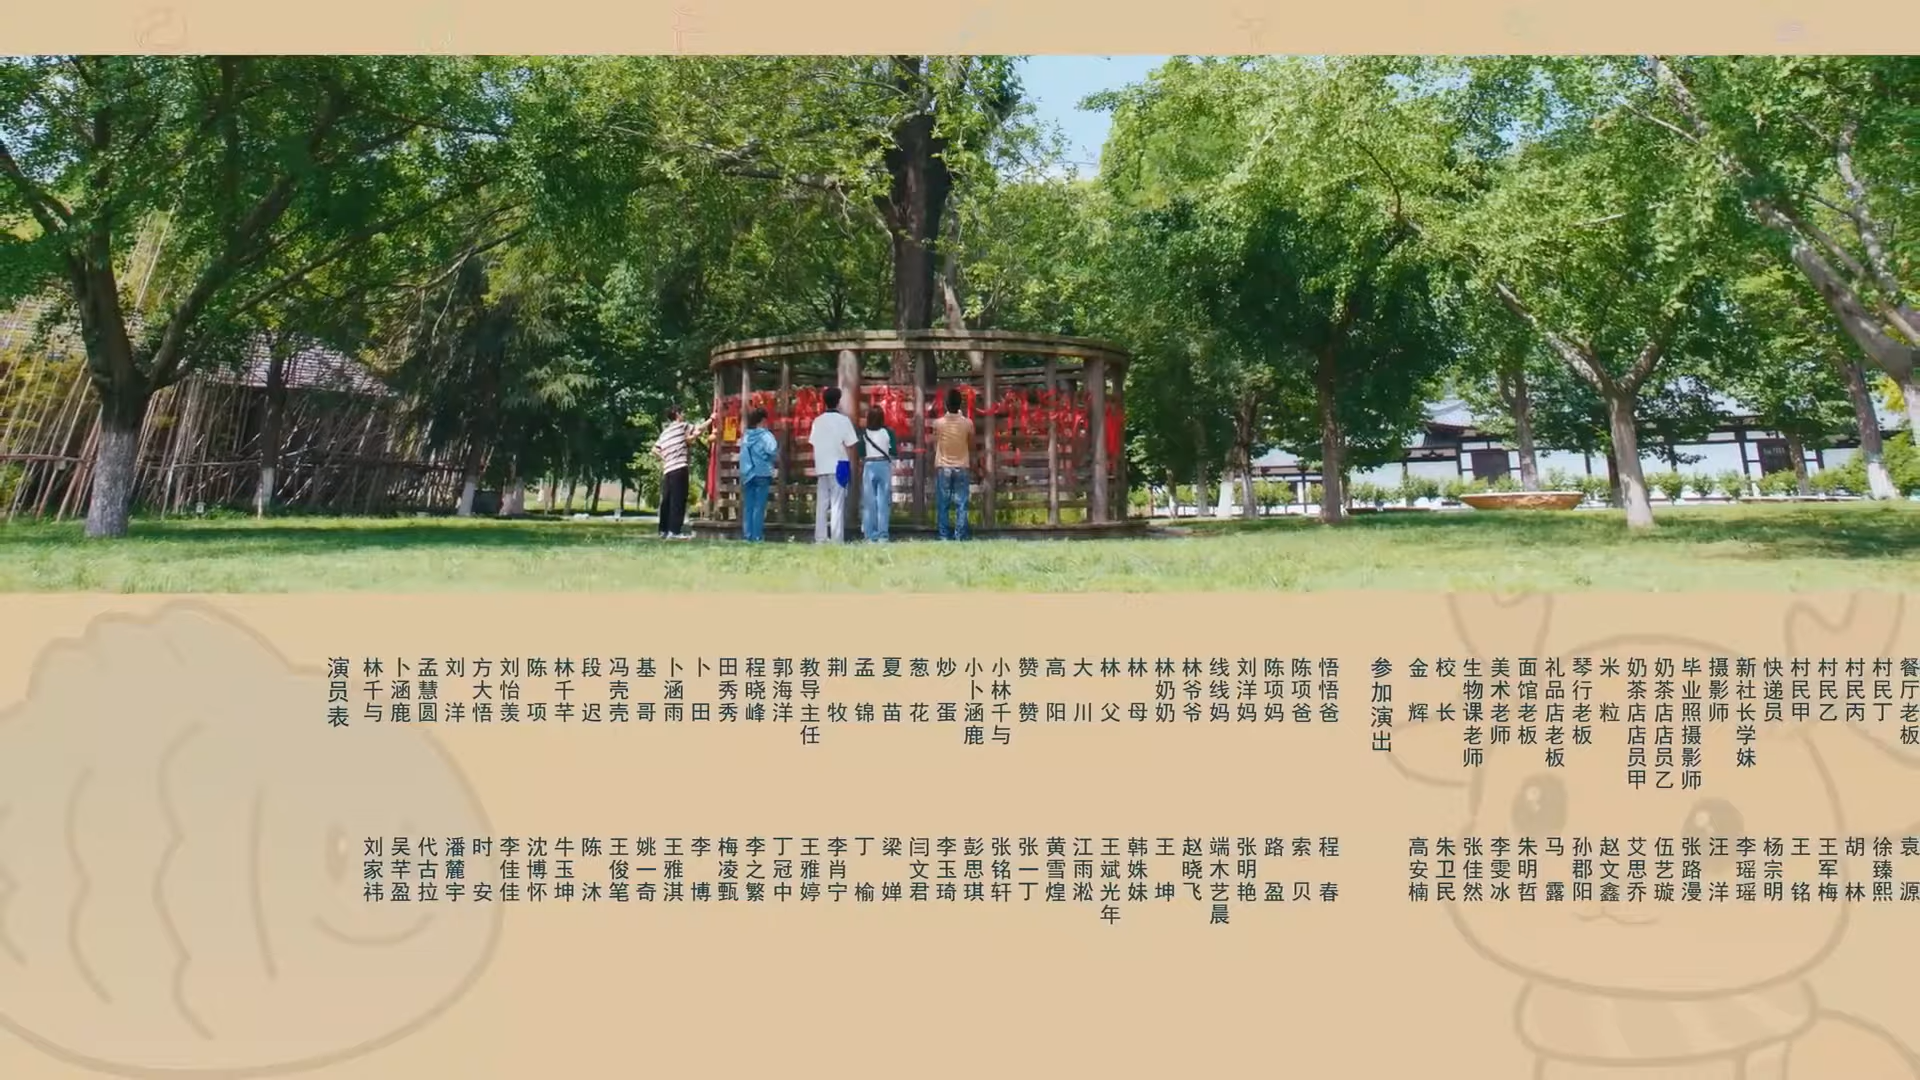 演员表
林千与 刘家祎
卜涵鹿 吴芊盈
孟慧圆 代古拉
刘洋 潘麓宇
方大悟 时安
刘怡羡 李佳佳
陈项 沈博怀
林千芊 牛玉坤
段迟 陈沐
冯壳壳 王俊笔
基哥 姚一奇
卜涵雨 王雅淇
卜田 李博
田秀秀 梅凌甄
程晓峰 李之繁
郭海洋 丁冠中
教导主任 王雅婷
荆牧 李肖宁
孟锦 丁榆
夏苗 梁婵
葱花 闫文君
炒蛋 李玉琦
小卜涵鹿 彭思琪
小林千与 张铭轩
赞赞 张一丁
高阳 黄雪煌
大川 江雨淞
林父 王斌光年
林母 韩姝妹
林奶奶 王坤
林爷爷 赵晓飞
线线妈 端木艺晨
刘洋妈 张明艳
陈项妈 路盈
陈项爸 索贝
悟悟爸 程春
参加演出
金辉 高安楠
校长 朱卫民
生物课老师 张佳然
美术老师 李雯冰
面馆老板 朱明哲
礼品店老板 马露
琴行老板 孙郡阳
米粒 赵文鑫
奶茶店店员甲 艾思乔
奶茶店店员乙 伍艺璇
毕业照摄影师 张路漫
摄影师 汪洋
新社长学妹 李瑶瑶
快递员 杨宗明
村民甲 王铭
村民乙 王军梅
村民丙 胡林
村民丁 徐臻熙
餐厅老板 袁源